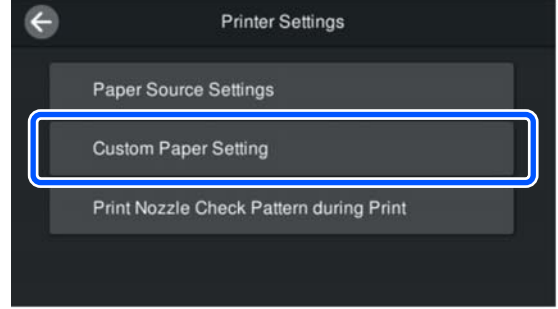 Printer Settings
Paper Source Settings
Custom Paper Setting
Print Nozzle Check Pattern during Print